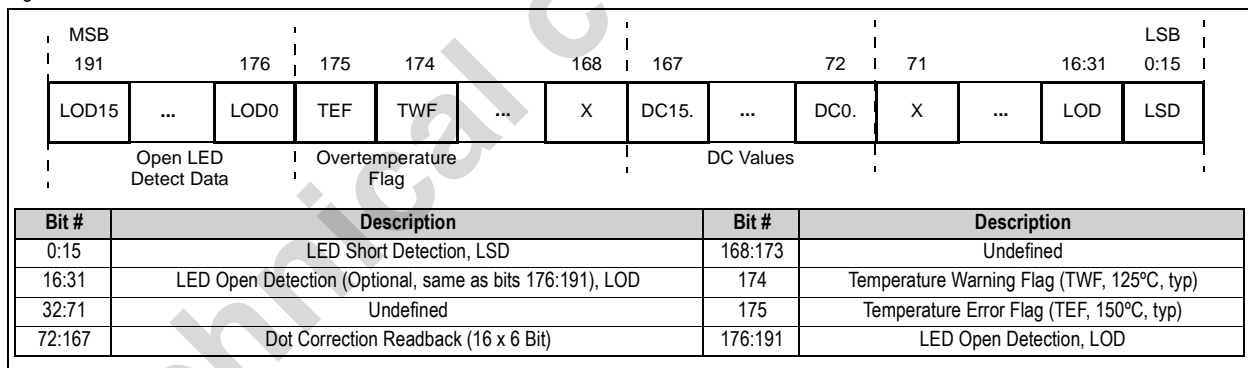 MSB LSB
191 176 175 174 168 167 72 71 16:31 0:15
LOD15 ... LOD0 TEF TWF ... X DC15. ... DC0. X ... LOD LSD
Open LED Overtemperature DC Values
Detect Data Flag
Bit # Description Bit # Description
0:15 LED Short Detection, LSD 168:173 Undefined
16:31 LED Open Detection (Optional, same as bits 176:191), LOD 174 Temperature Warning Flag (TWF, 125ºC, typ)
32:71 Undefined 175 Temperature Error Flag (TEF, 150ºC, typ)
72:167 Dot Correction Readback (16 x 6 Bit) 176:191 LED Open Detection, LOD